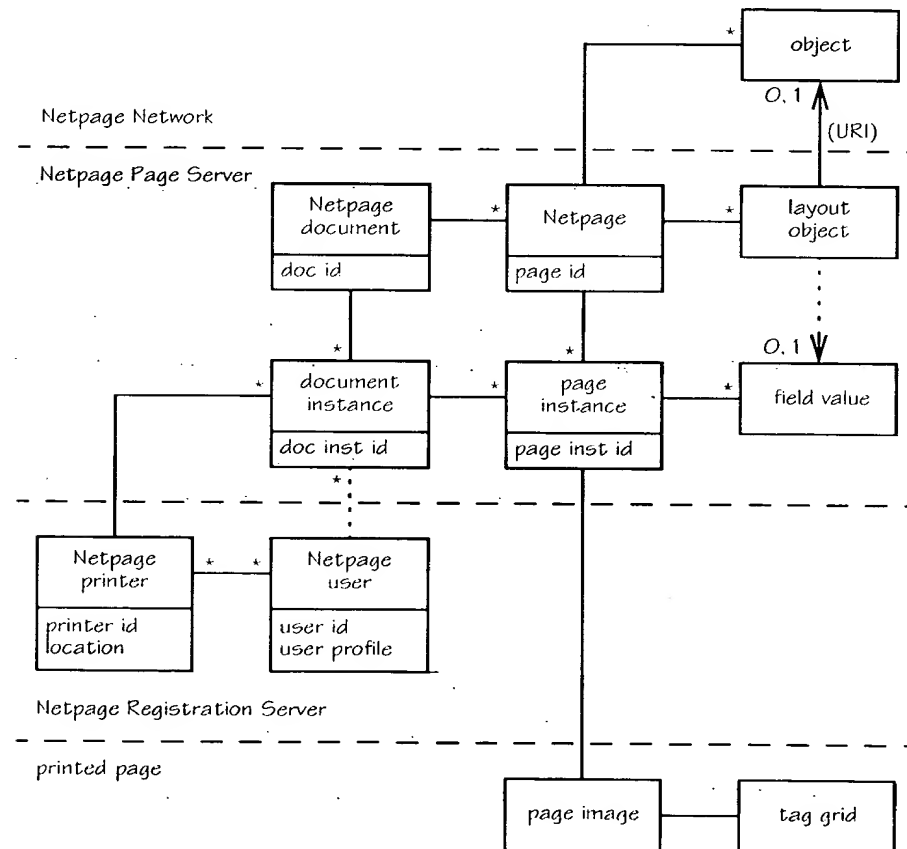 *
object
0, 1
(URI)
Netpage Network
Netpage Page Server
Netpage
document
doc id
*
Netpage
page id
*
layout
object
*
*
0, 1
*
document
instance
doc inst id
*
page
instance
page inst id
*
field value
*
Netpage
printer
printer id
location
*
*
Netpage
user
user id
user profile
Netpage Registration Server
printed page
page image
tag grid